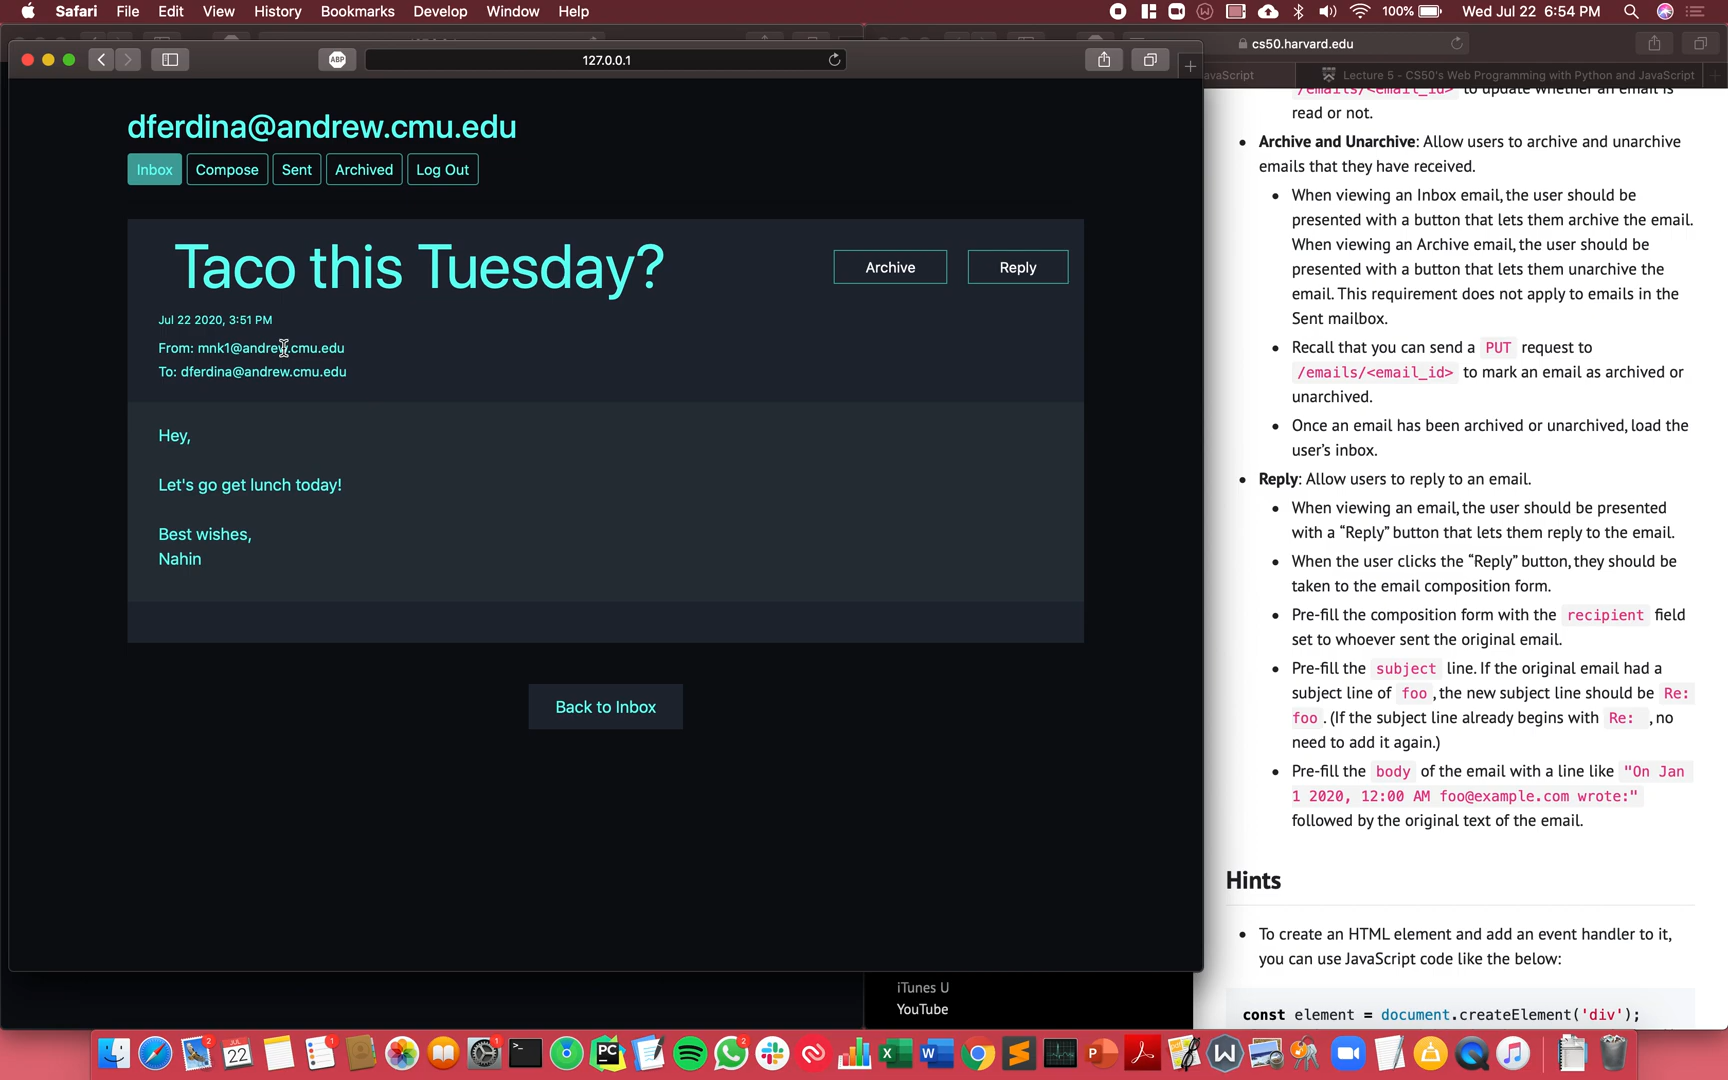 Safari File Edit View History Bookmarks Develop Window Help
100% Wed Jul 22 6:54 PM
ABP
127.0.0.1
cs50.harvard.edu
avaScript
Lecture 5 - CS50's Web Programming with Python and JavaScript
dferdina@andrew.cmu.edu
Inbox Compose Sent Archived Log Out
Taco this Tuesday?
Archive Reply
Jul 22 2020, 3:51 PM
From: mnk1@andrew.cmu.edu
To: dferdina@andrew.cmu.edu
Hey,
Let's go get lunch today!
Best wishes,
Nahin
Back to Inbox
/emails/<email_id> to update whether an email is
read or not.
Archive and Unarchive: Allow users to archive and unarchive
emails that they have received.
When viewing an Inbox email, the user should be
presented with a button that lets them archive the email.
When viewing an Archive email, the user should be
presented with a button that lets them unarchive the
email. This requirement does not apply to emails in the
Sent mailbox.
Recall that you can send a PUT request to
/emails/<email_id> to mark an email as archived or
unarchived.
Once an email has been archived or unarchived, load the
user's inbox.
Reply: Allow users to reply to an email.
When viewing an email, the user should be presented
with a “Reply” button that lets them reply to the email.
When the user clicks the “Reply” button, they should be
taken to the email composition form.
Pre-fill the composition form with the recipient field
set to whoever sent the original email.
Pre-fill the subject line. If the original email had a
subject line of foo , the new subject line should be Re:
foo . (If the subject line already begins with Re: , no
need to add it again.)
Pre-fill the body of the email with a line like "On Jan
1 2020, 12:00 AM foo@example.com wrote:"
followed by the original text of the email.
Hints
To create an HTML element and add an event handler to it,
you can use JavaScript code like the below:
const element = document.createElement('div');
iTunes U
YouTube